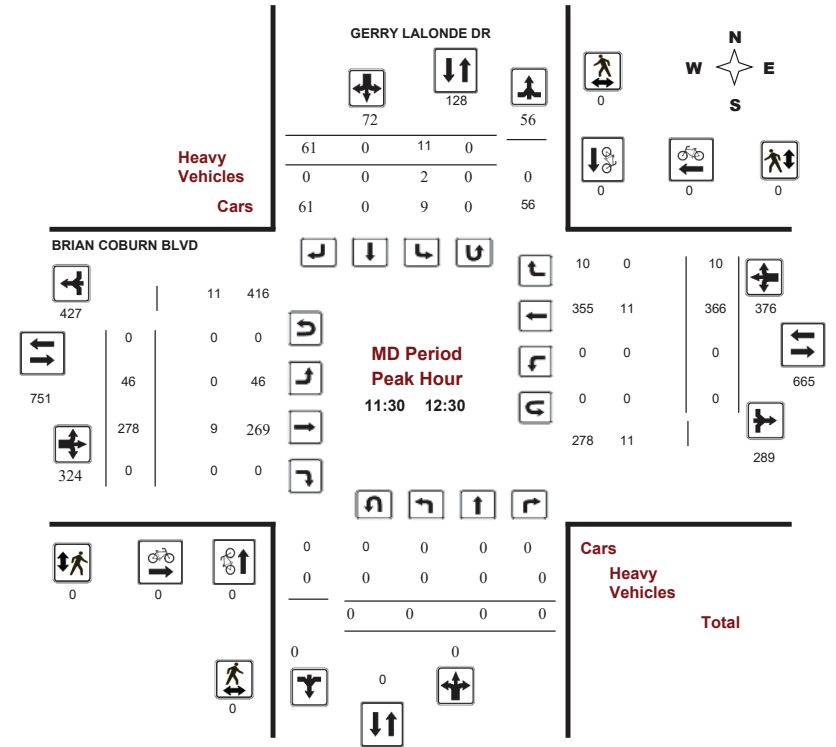 GERRY LALONDE DR
N
W E
S
128
0
72
56
61 0 11 0
Heavy
Vehicles
0 0 2 0 0
Cars
61 0 9 0 56
0 0 0
BRIAN COBURN BLVD
427
11 416
10 0 10
355 11 366 376
0 0 0
46 0 46
MD Period
Peak Hour
11:30 12:30
0 0 0
665
751
278 9 269
0 0 0
324
0 0 0
278 11
289
0 0 0 0 0
Cars
0 0 0 0 0
Heavy
Vehicles
0 0 0
0 0 0 0
Total
0 0
0
0